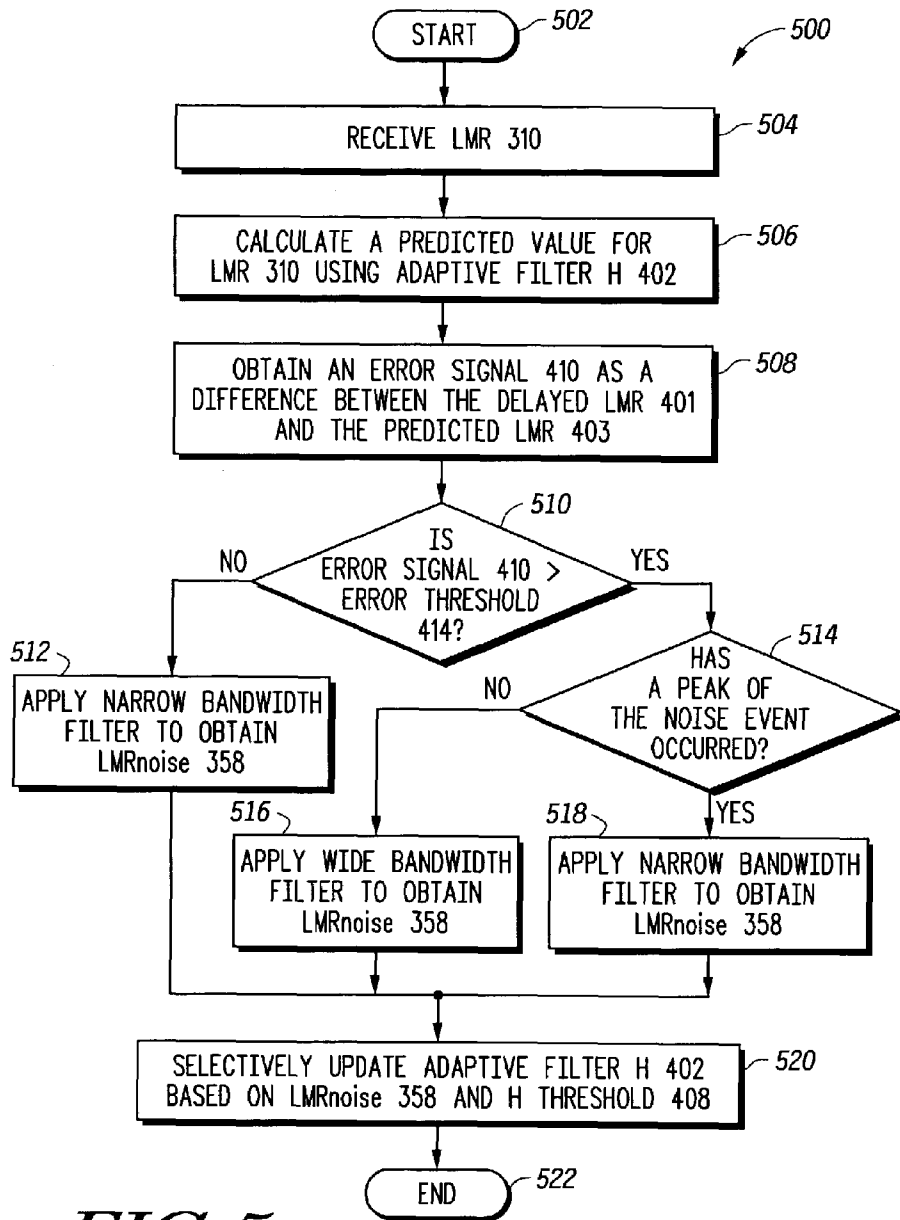 START
502
500
RECEIVE LMR 310
504
CALCULATE A PREDICTED VALUE FOR
LMR 310 USING ADAPTIVE FILTER H 402
506
OBTAIN AN ERROR SIGNAL 410 AS A
DIFFERENCE BETWEEN THE DELAYED LMR 401
AND THE PREDICTED LMR 403
508
510
IS
ERROR SIGNAL 410 >
ERROR THRESHOLD
414?
NO
YES
512
APPLY NARROW BANDWIDTH
FILTER TO OBTAIN
LMRnoise 358
514
HAS
A PEAK OF
THE NOISE EVENT
OCCURRED?
NO
YES
516
APPLY WIDE BANDWIDTH
FILTER TO OBTAIN
LMRnoise 358
518
APPLY NARROW BANDWIDTH
FILTER TO OBTAIN
LMRnoise 358
SELECTIVELY UPDATE ADAPTIVE FILTER H 402
BASED ON LMRnoise 358 AND H THRESHOLD 408
520
END
522
FIG.5